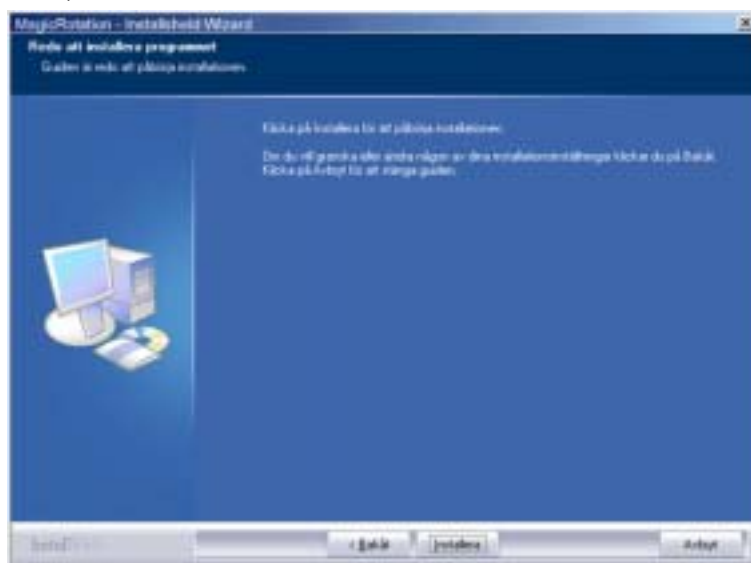 MagicRotation - InstallShield Wizard
Redo att installera programmet
Guiden är redo att påbörja installationen.
Klicka på Installera för att påbörja installationen.
Om du vill granska eller ändra någon av dina installationsinställningar klickar du på Bakåt.
Klicka på Avbryt för att stänga guiden.
< Bakåt
Installera
Avbryt